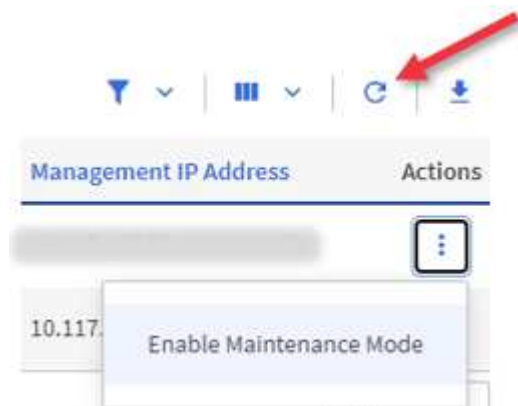 Management IP Address Actions
10.117.
Enable Maintenance Mode